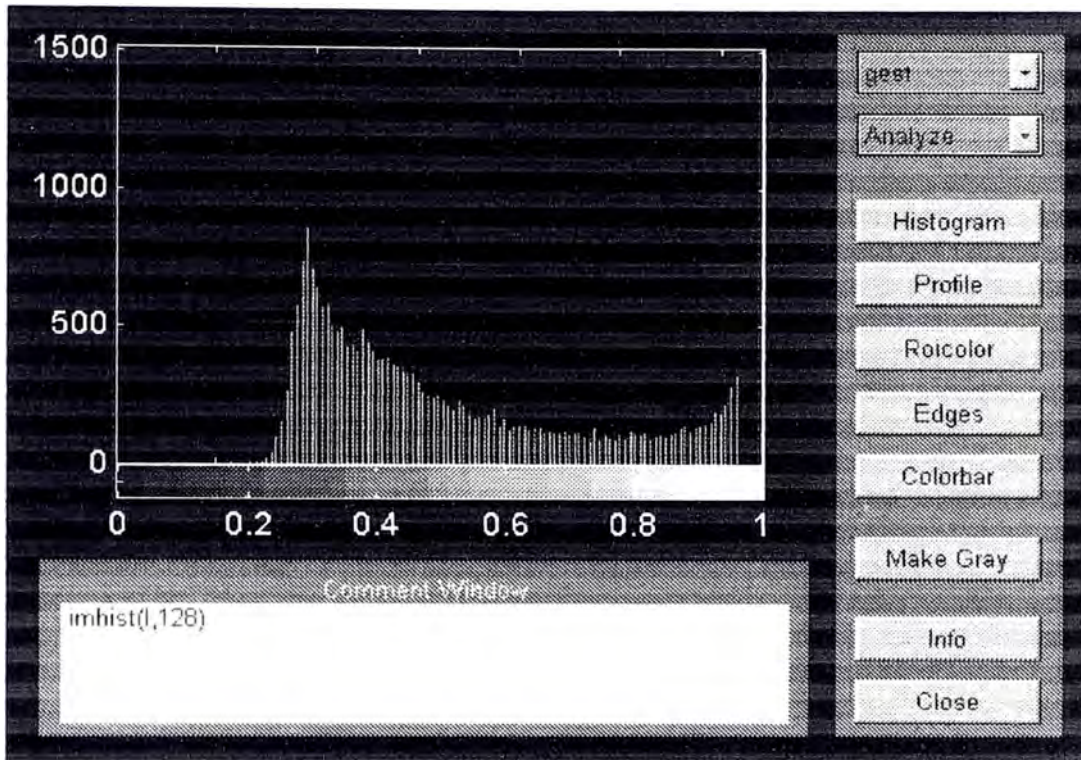 1500
1000
500
0
0 0.2 0.4 0.6 0.8 1
Comment Window
imhist(I,128)
gest
Analyze
Histogram
Profile
Roicolor
Edges
Colorbar
Make Gray
Info
Close